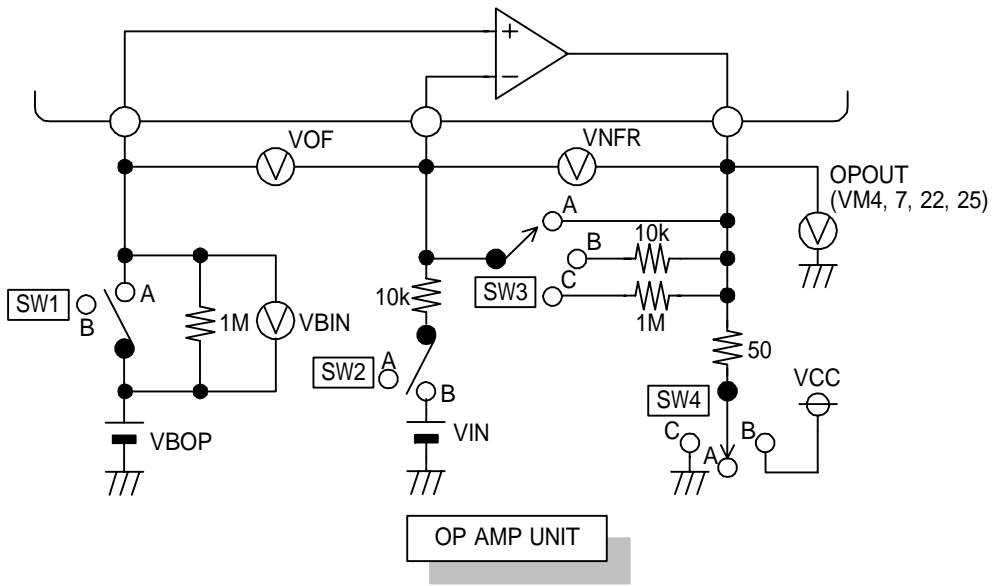 +
−
VOF
VNFR
OPOUT
(VM4, 7, 22, 25)
V
V
V
A
10k
B
C
SW3
1M
SW1
A
B
1M
V
VBIN
10k
SW2
A
B
50
VCC
SW4
C
A
B
VBOP
VIN
OP AMP UNIT